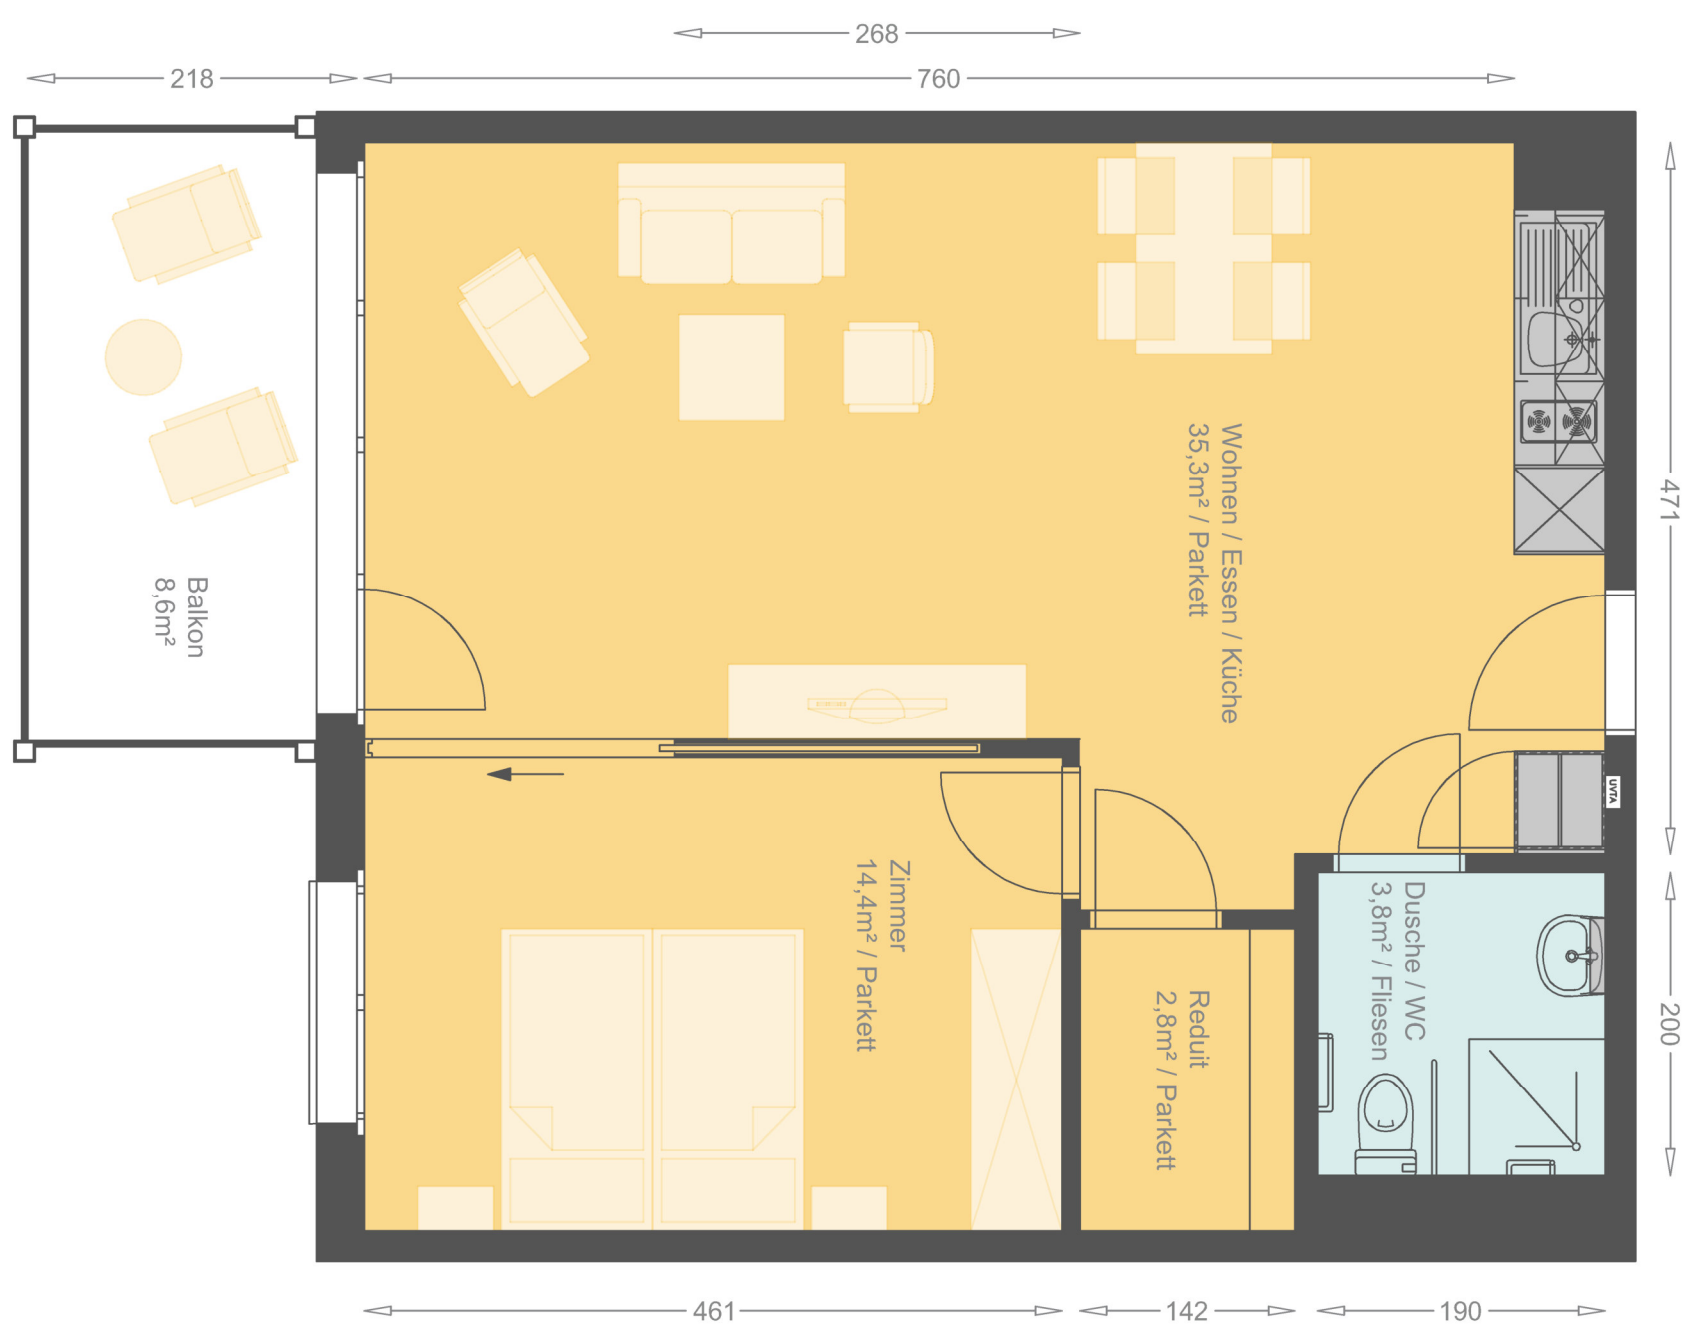 268
218
760
Wohnen / Essen / Küche
35,3m² / Parkett
471
Balkon
8,6m²
UVTA
Zimmer
14,4m² / Parkett
Dusche / WC
3,8m² / Fliesen
Reduit
2,8m² / Parkett
200
461
142
190